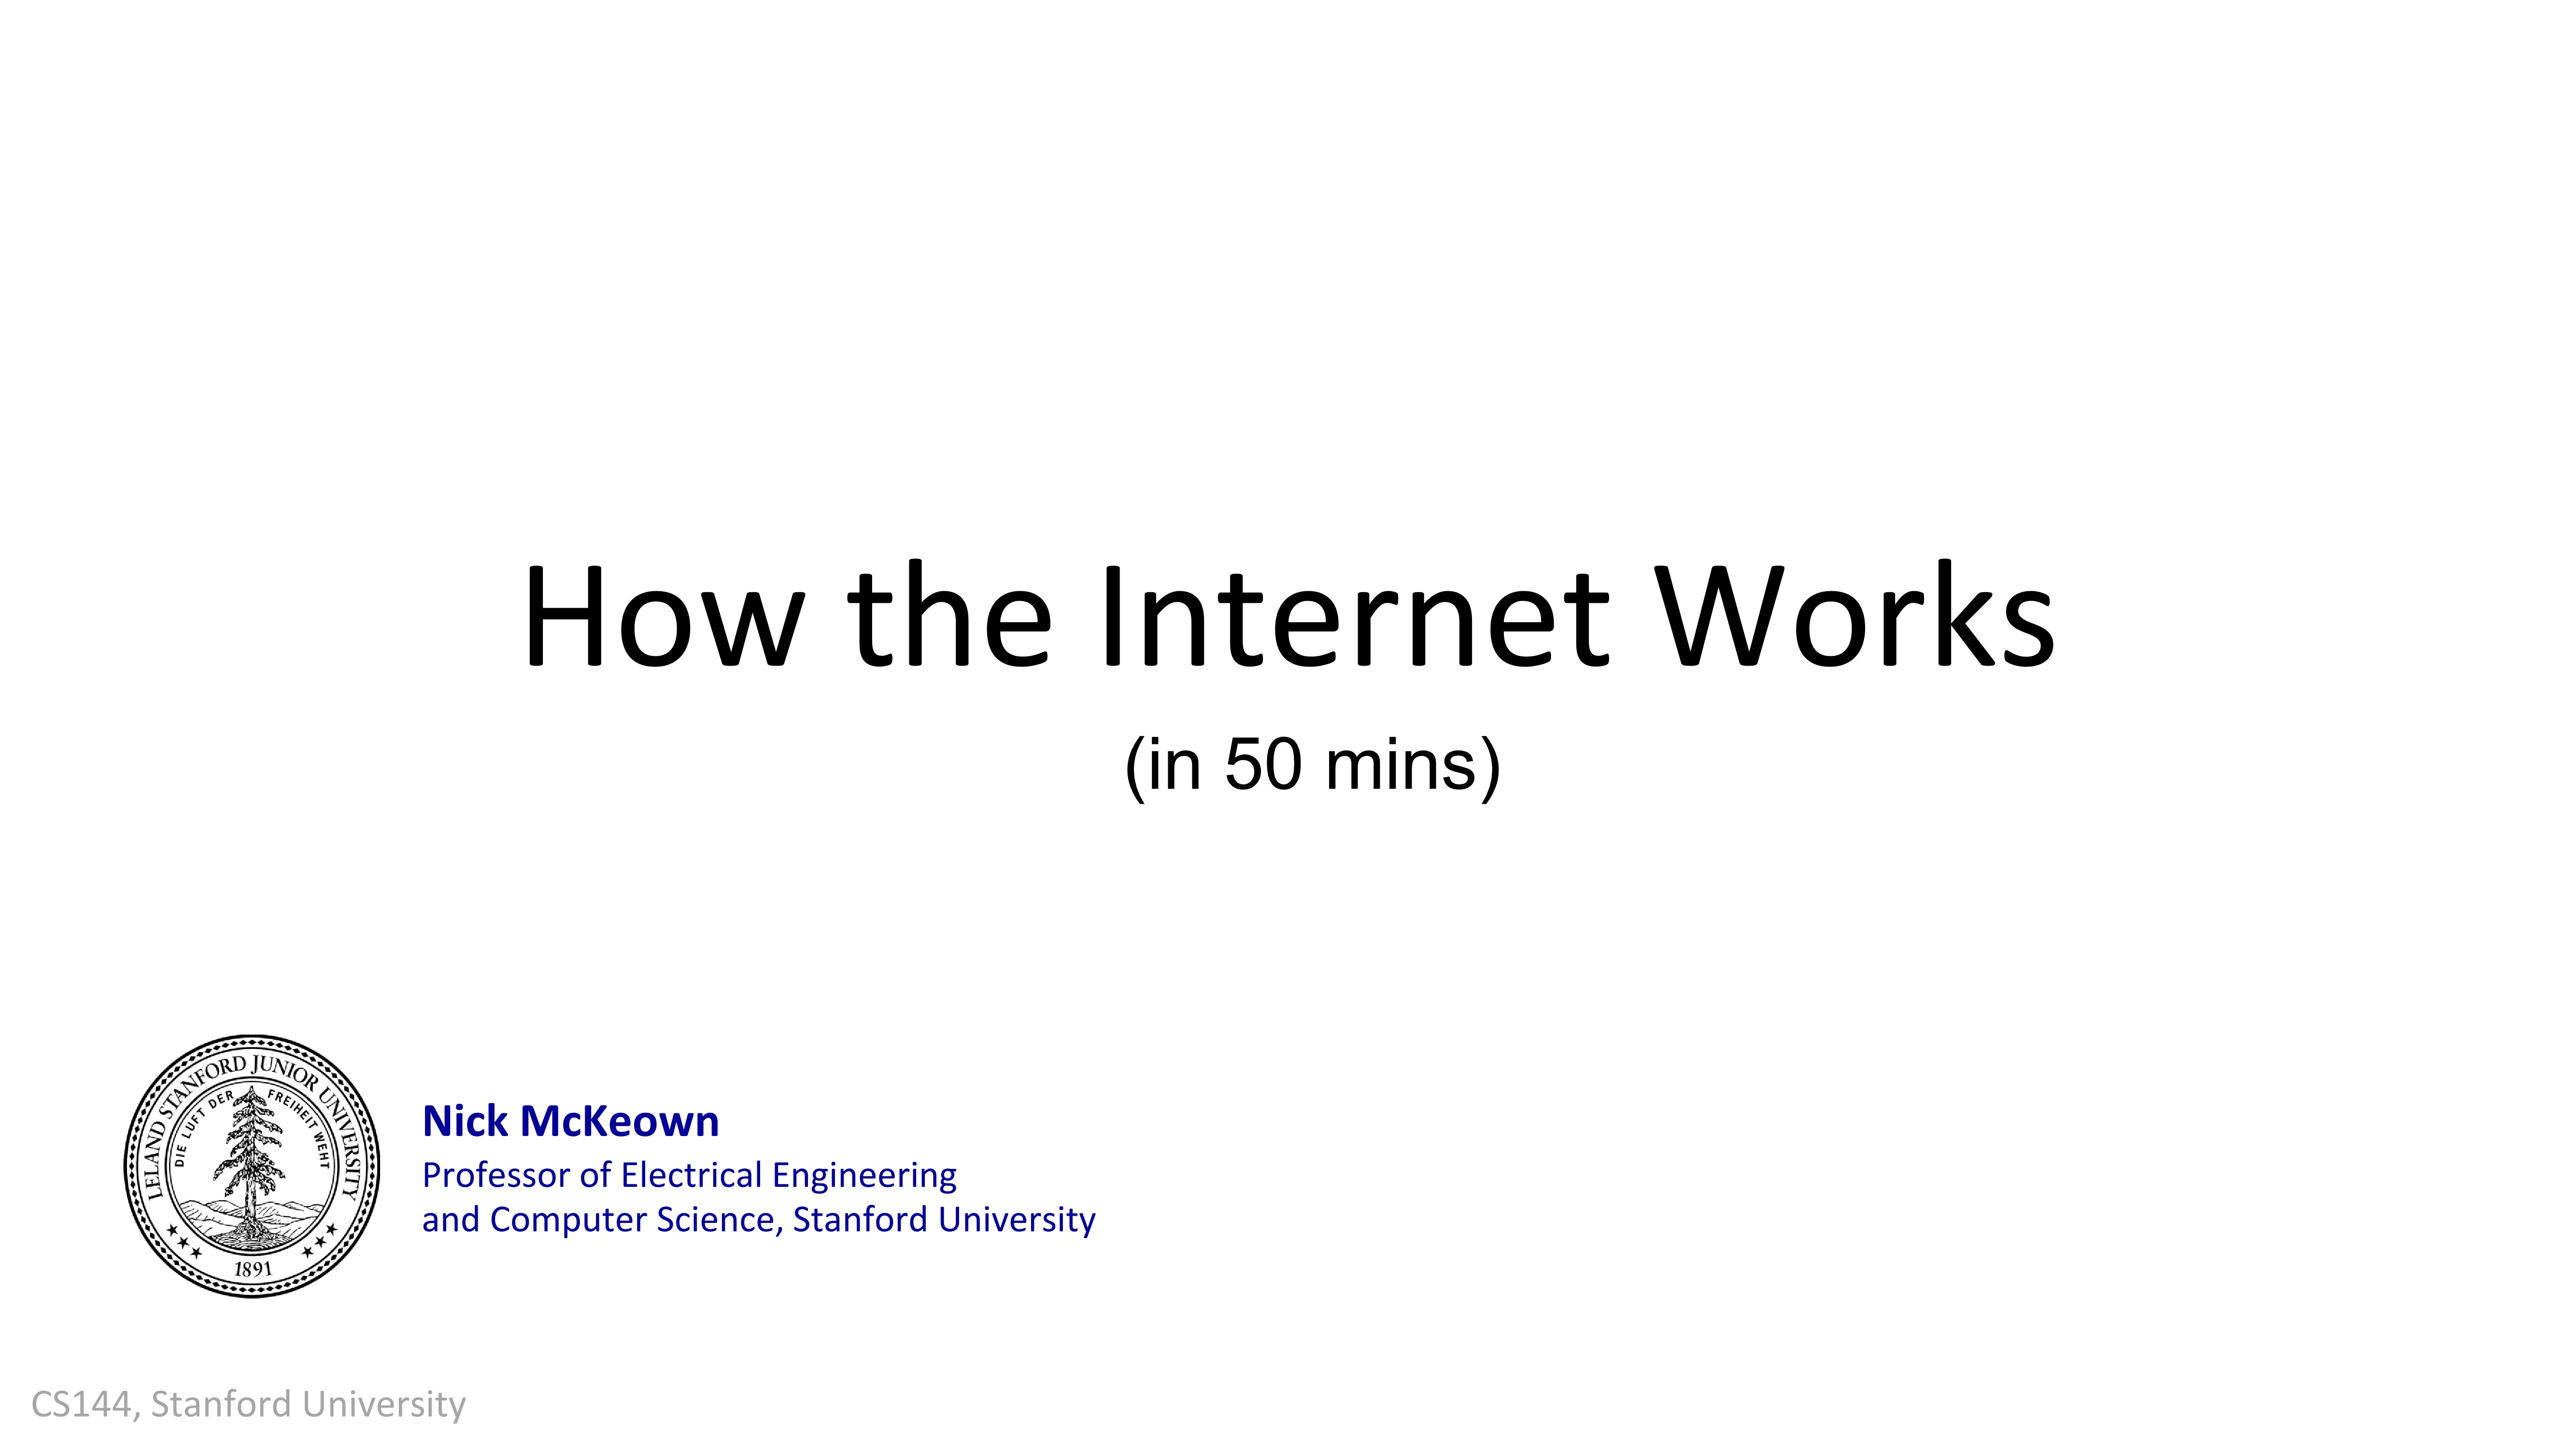 How the Internet Works
(in 50 mins)
LELAND STANFORD JUNIOR UNIVERSITY
DIE LUFT DER FREIHEIT WEHT
1891
Nick McKeown
Professor of Electrical Engineering
and Computer Science, Stanford University
CS144, Stanford University